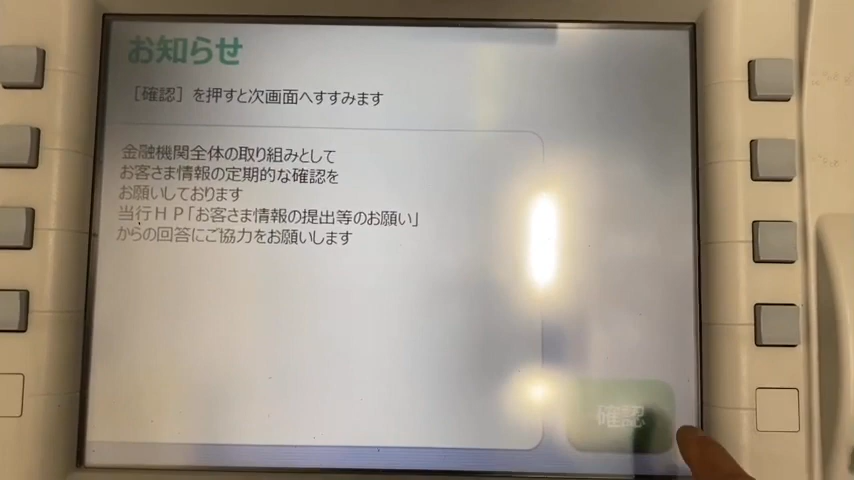 お知らせ
［確認］を押すと次画面へすすみます
金融機関全体の取り組みとして
お客さま情報の定期的な確認を
お願いしております
当行ＨＰ「お客さま情報の提出等のお願い」
からの回答にご協力をお願いします
確認